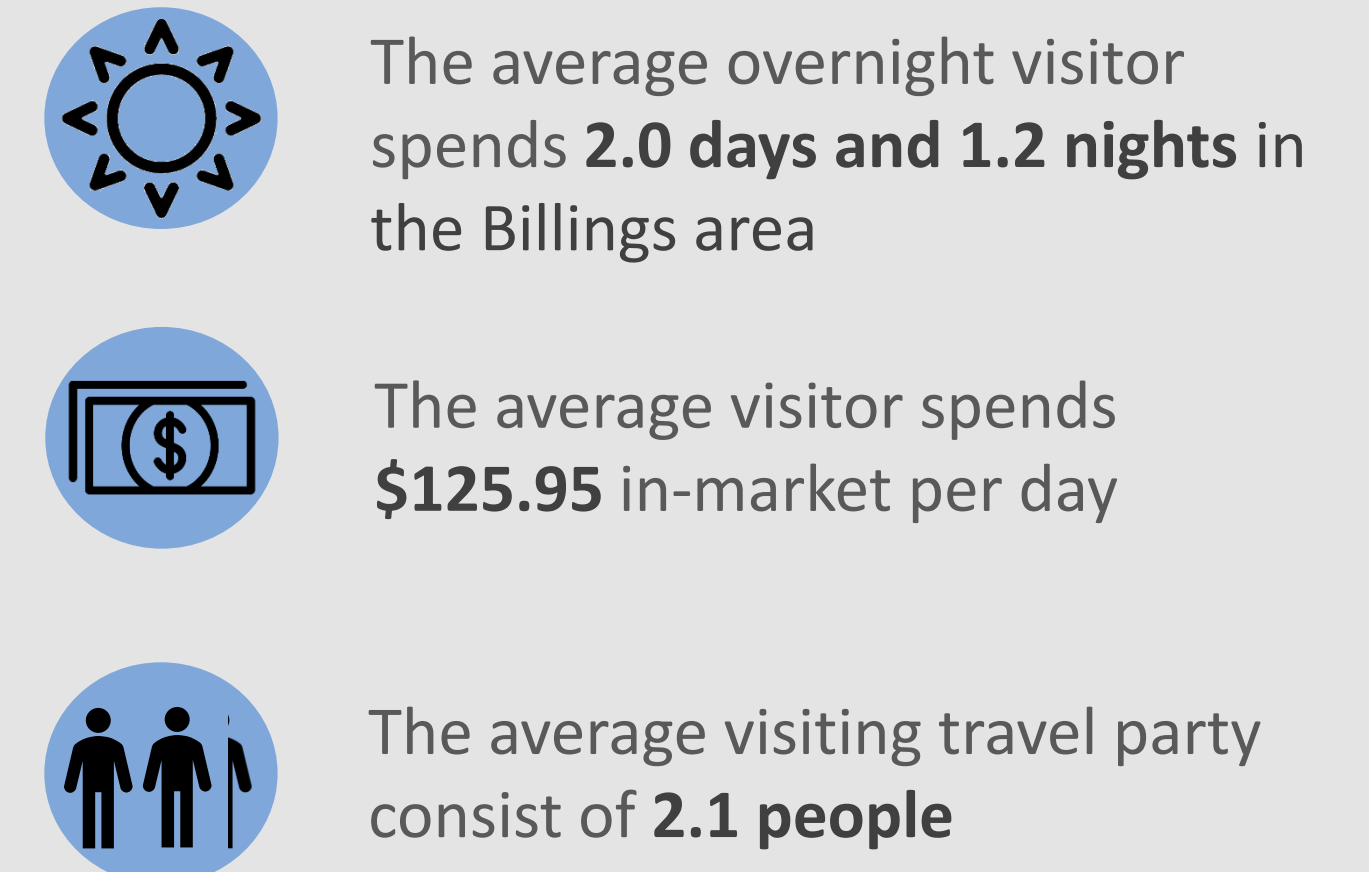 The average overnight visitor
spends 2.0 days and 1.2 nights in
the Billings area
$
The average visitor spends
$125.95 in-market per day
The average visiting travel party
consist of 2.1 people